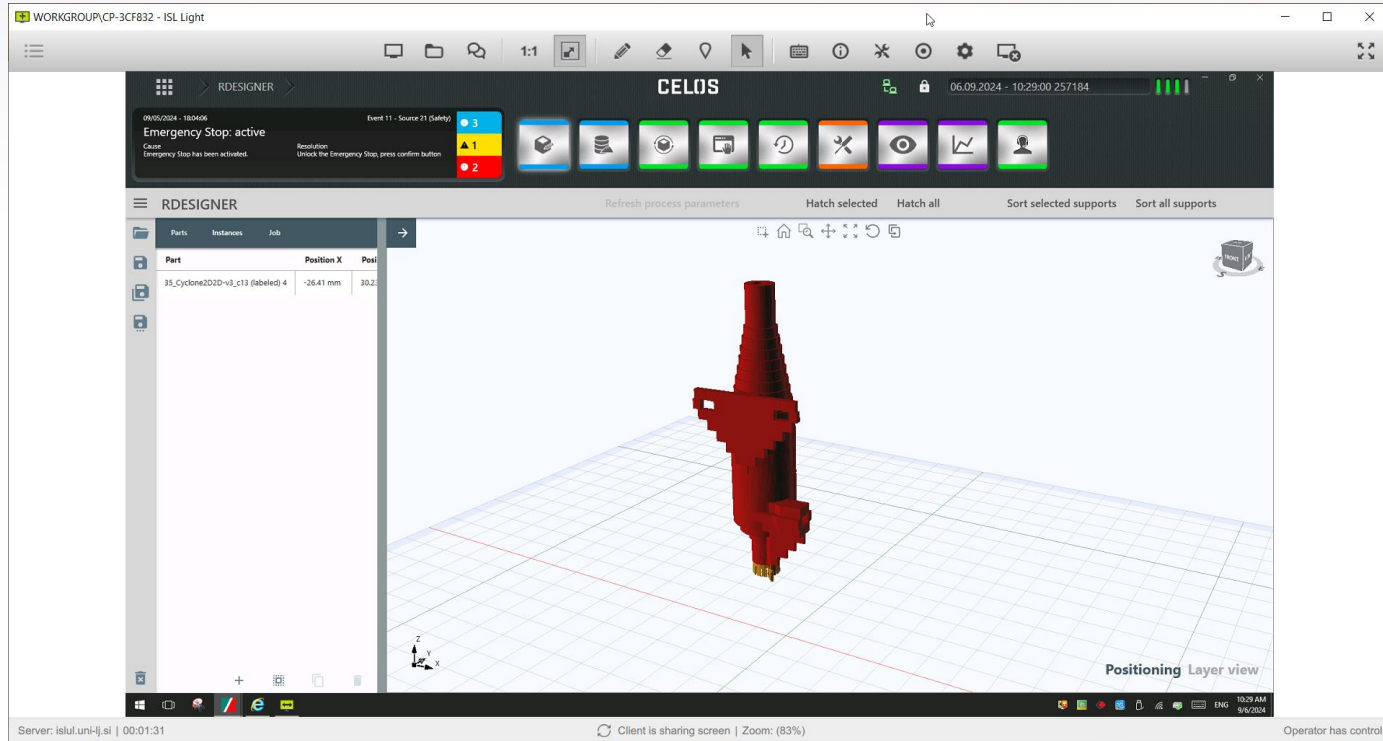 WORKGROUP\CP-3CF832 - ISL Light
1:1
RDESIGNER
CELOS
06.09.2024 - 10:29:00 257184
09/05/2024 - 18:04:06
Event 11 - Source 21 (Safety)
Emergency Stop: active
Cause
Emergency Stop has been activated.
Resolution
Unlock the Emergency Stop, press confirm button
3
1
2
RDESIGNER
Refresh process parameters
Hatch selected
Hatch all
Sort selected supports
Sort all supports
Parts
Instances
Job
Part
Position X
Posi
35_Cyclone2D2D-v3_c13 (labeled) 4
-26.41 mm
30.23
FRONT
Z
Y
X
Positioning Layer view
ENG
10:29 AM
9/6/2024
Server: islul.uni-lj.si | 00:01:31
Client is sharing screen | Zoom: (83%)
Operator has control